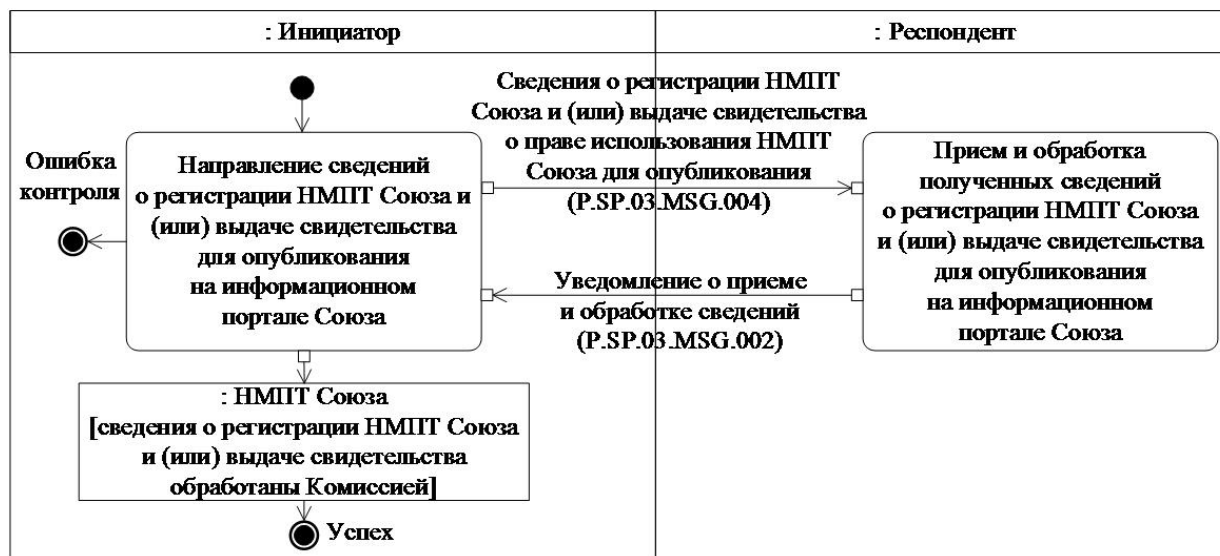 : Инициатор
: Респондент
Ошибка
контроля
Направление сведений
о регистрации НМПТ Союза и
(или) выдаче свидетельства
для опубликования
на информационном
портале Союза
Сведения о регистрации НМПТ
Союза и (или) выдаче свидетельства
о праве использования НМПТ
Союза для опубликования
(P.SP.03.MSG.004)
Уведомление о приеме
и обработке сведений
(P.SP.03.MSG.002)
Прием и обработка
полученных сведений
о регистрации НМПТ Союза
и (или) выдаче свидетельства
для опубликования
на информационном
портале Союза
: НМПТ Союза
[сведения о регистрации НМПТ Союза
и (или) выдаче свидетельства
обработаны Комиссией]
Успех